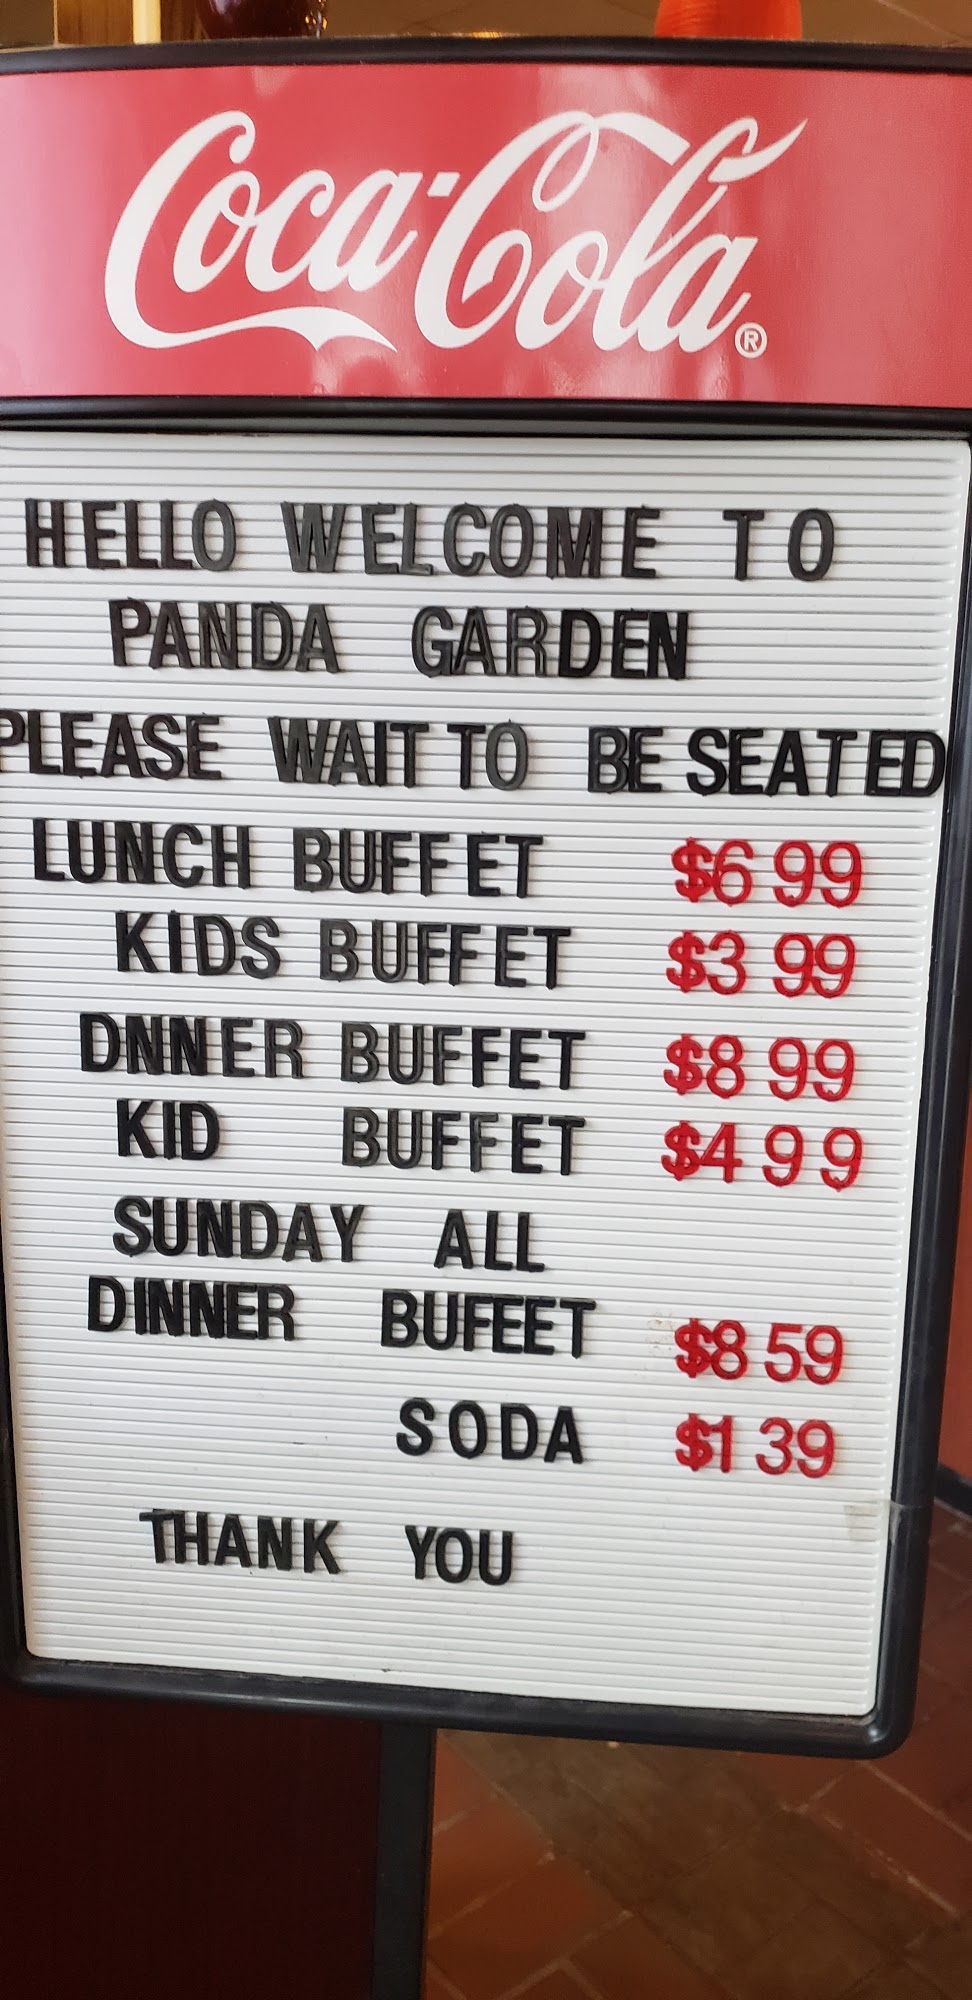 Coca-Cola®
HELLO WELCOME TO
PANDA GARDEN
PLEASE WAIT TO BE SEATED
LUNCH BUFFET $6 99
KIDS BUFFET $3 99
DNNER BUFFET $8 99
KID BUFFET $4 99
SUNDAY ALL
DINNER BUFEET $8 59
SODA $1 39
THANK YOU